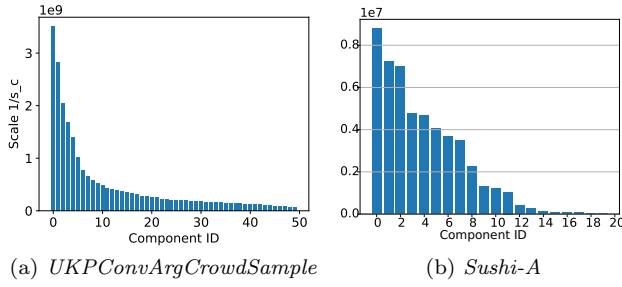 1e9
3
2
1
0
Scale 1/s_c
0 10 20 30 40 50
Component ID
(a) UKPConvArgCrowdSample
1e7
0.8
0.6
0.4
0.2
0.0
0 2 4 6 8 10 12 14 16 18 20
Component ID
(b) Sushi-A